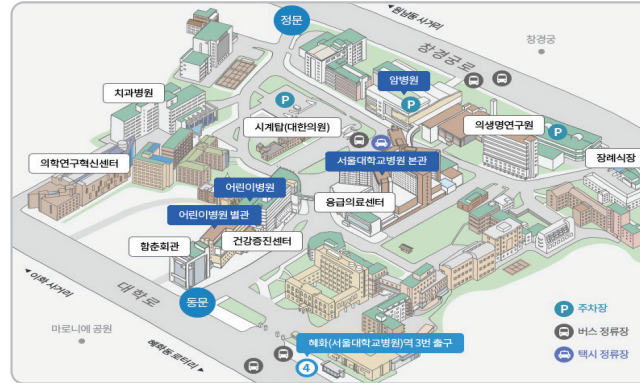 정문
원남동 사거리
창경궁로
창경궁
암병원
P
치과병원
P
P
시계탑(대한의원)
의생명연구원
의학연구혁신센터
서울대학교병원 본관
장례식장
어린이병원
응급의료센터
어린이병원 별관
함춘회관
건강증진센터
이화 사거리
대학로
동문
P 주차장
마로니에 공원
버스 정류장
혜화(서울대학교병원)역 3번 출구
혜화동로터리
4
택시 정류장